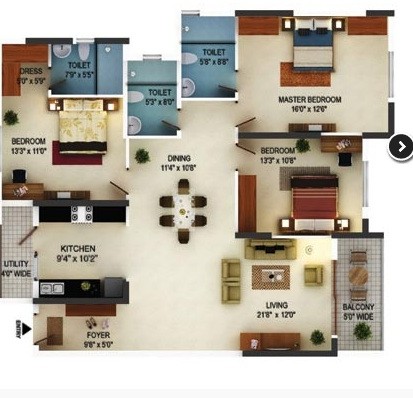 DRESS
5'0" x 5'9"
TOILET
7'9" x 5'5"
TOILET
5'3" x 8'0"
TOILET
5'8" x 8'8"
MASTER BEDROOM
16'0" x 12'6"
BEDROOM
13'3" x 11'0"
DINING
11'4" x 10'8"
BEDROOM
13'3" x 10'8"
KITCHEN
9'4" x 10'2"
UTILITY
4'0" WIDE
LIVING
21'8" x 12'0"
BALCONY
5'0" WIDE
ENTRY
FOYER
9'8" x 5'0"